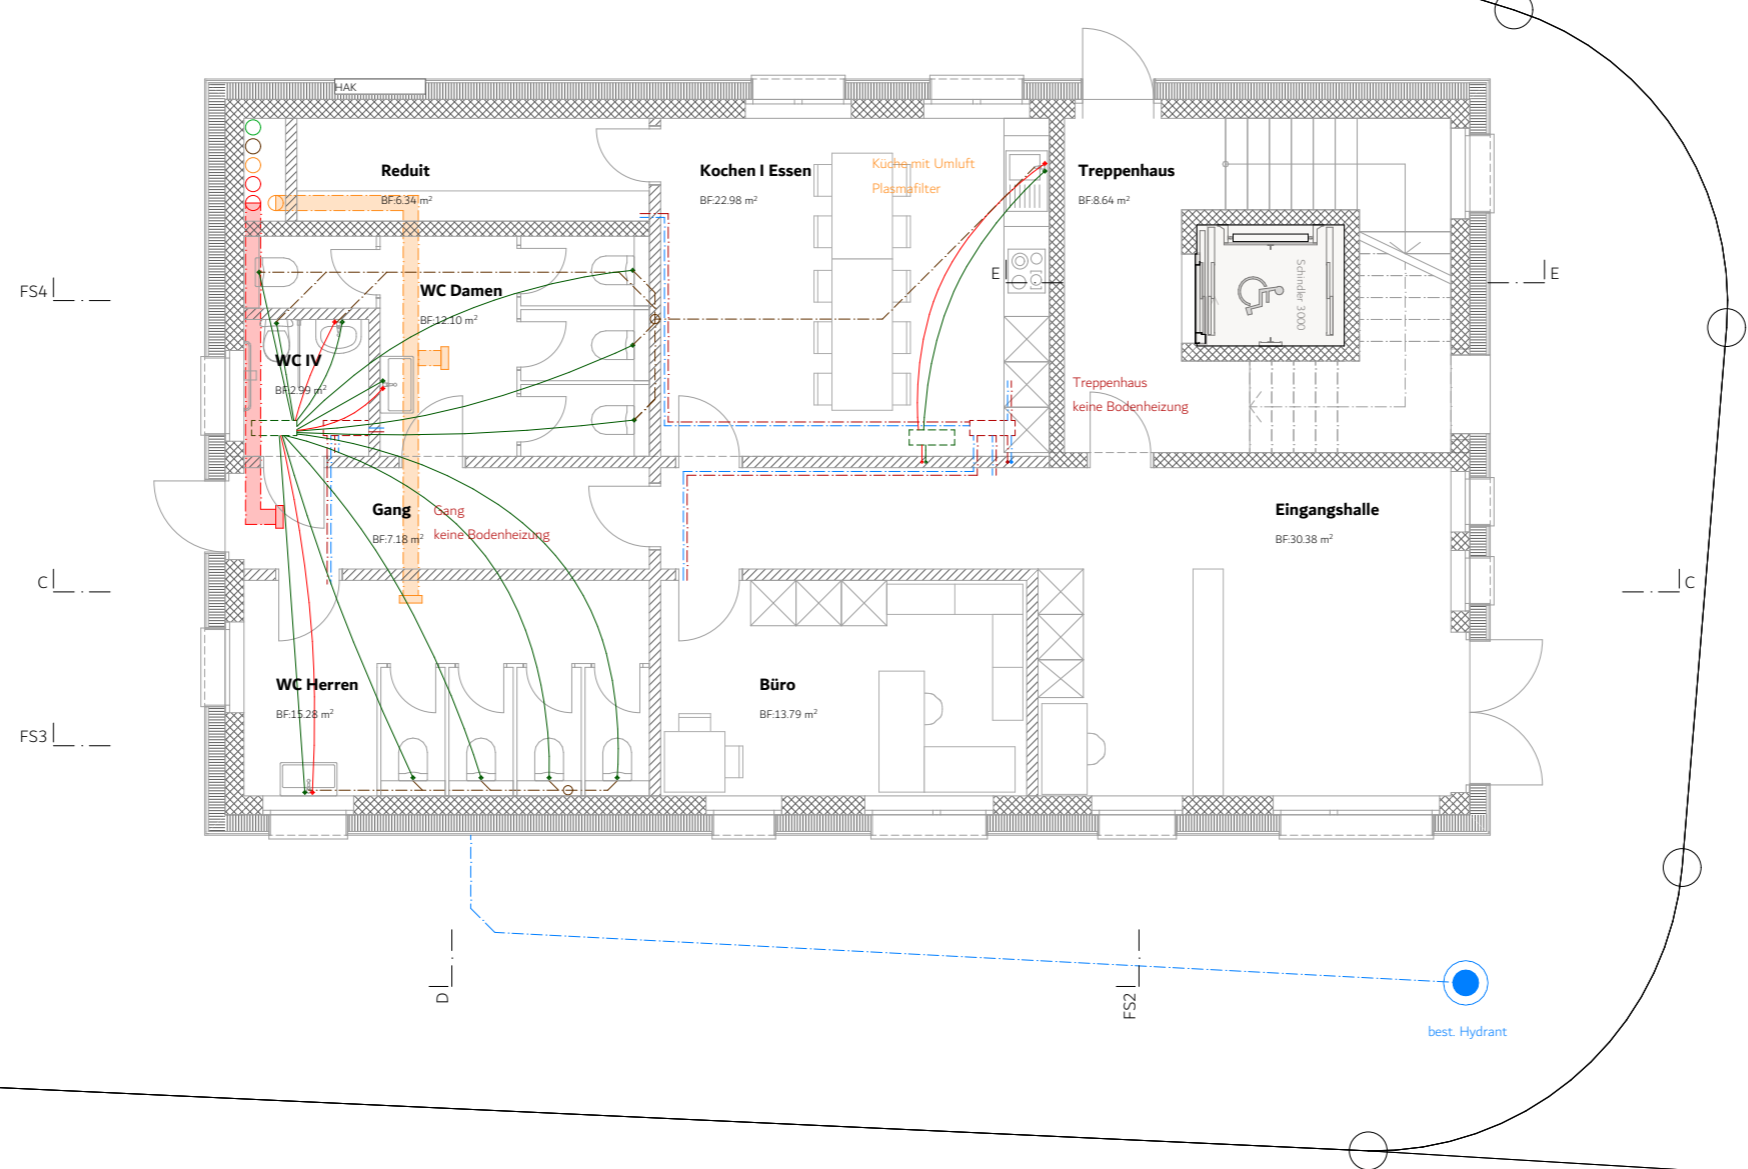 HAK
Reduit
BF:6.34 m²
Kochen I Essen
BF:22.98 m²
Küche mit Umluft
Plasmafilter
Treppenhaus
BF:8.64 m²
Schindler 3000
E
E
FS4
WC Damen
BF:12.10 m²
WC IV
BF:2.99 m²
Treppenhaus
keine Bodenheizung
Gang
BF:7.18 m²
Gang
keine Bodenheizung
Eingangshalle
BF:30.38 m²
C
C
WC Herren
BF:15.28 m²
Büro
BF:13.79 m²
FS3
D
FS2
best. Hydrant